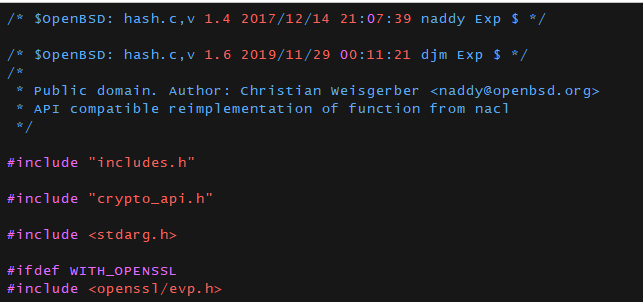 /* $OpenBSD: hash.c,v 1.4 2017/12/14 21:07:39 naddy Exp $ */
/* $OpenBSD: hash.c,v 1.6 2019/11/29 00:11:21 djm Exp $ */
/*
 * Public domain. Author: Christian Weisgerber <naddy@openbsd.org>
 * API compatible reimplementation of function from nacl
 */
#include "includes.h"
#include "crypto_api.h"
#include <stdarg.h>
#ifdef WITH_OPENSSL
#include <openssl/evp.h>